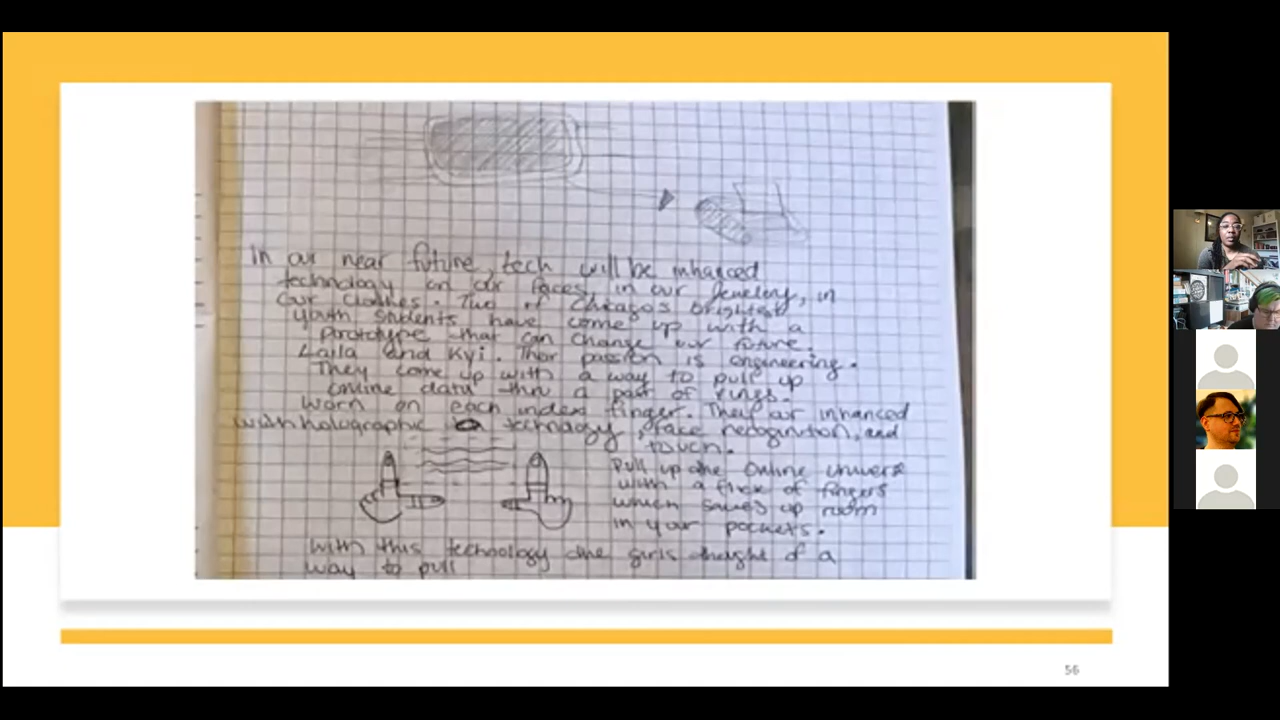 In our near future, tech will be inhanced
technology on our faces, in our Jewelry, in
our clothes. Two of Chicago's brightest
youth students have come up with a
prototype that can change our future.
Laila and Kyi. Their passion is engineering.
They come up with a way to pull up
online data thru a pair of rings.
worn on each index finger. They are inhanced
with holographic technology, face recognition, and
touch.
Pull up the Online univers
with a flick of fingers
which saves up room
in your pockets.
With this technology the girls thought of a
way to pull
56